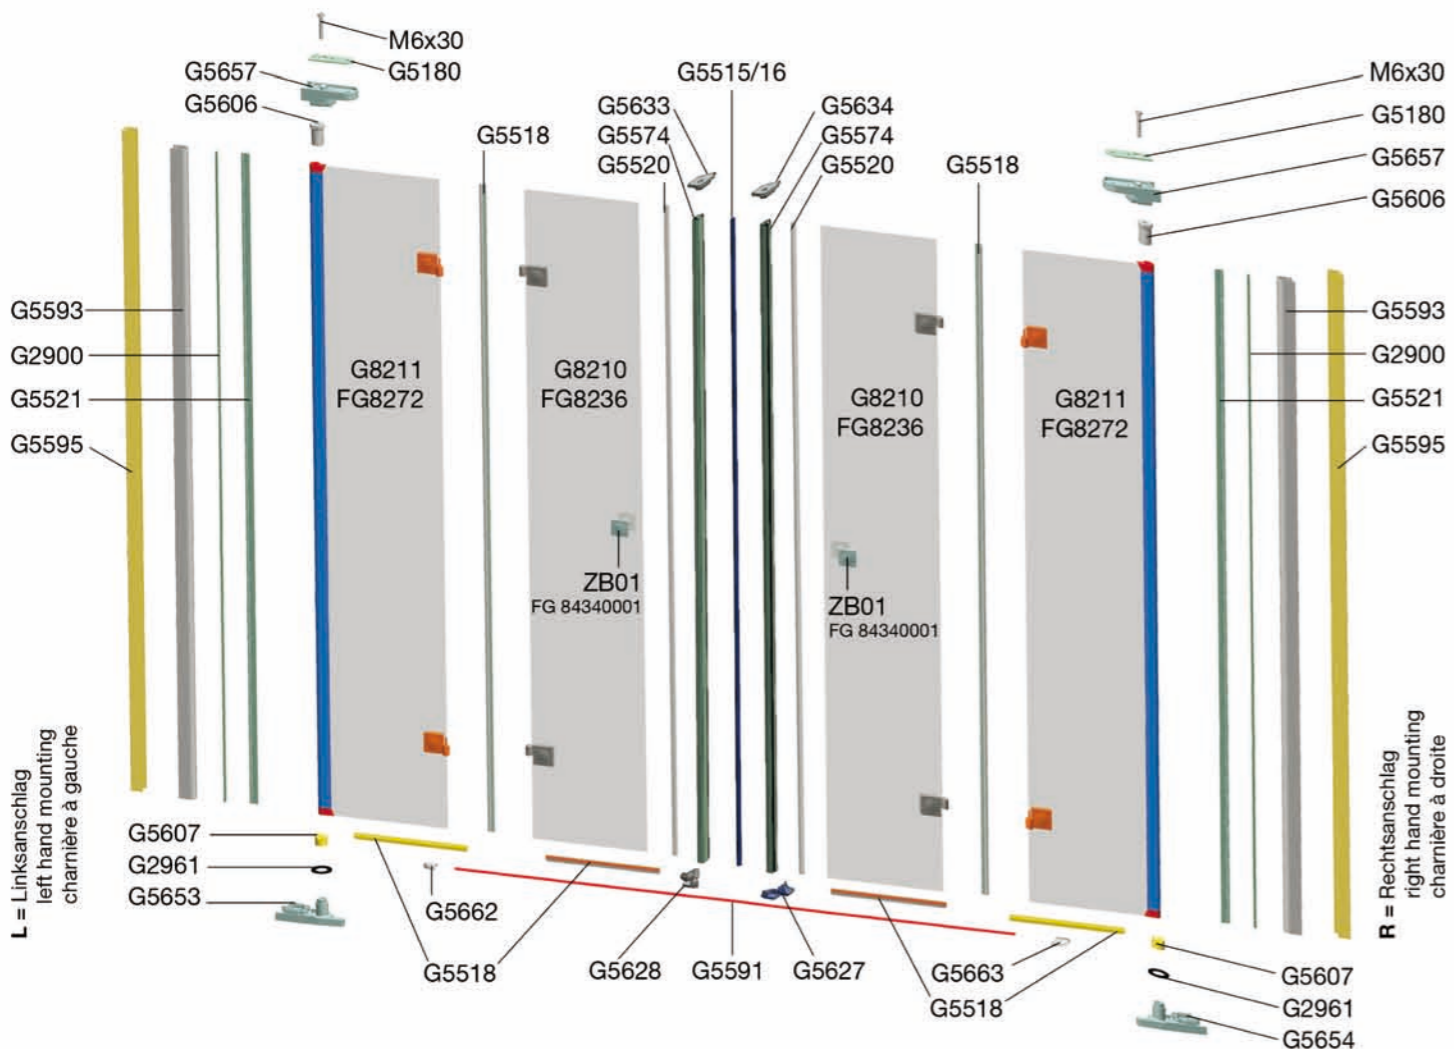 M6x30
G5180
G5657
G5606
G5518
G5515/16
G5633
G5574
G5520
G5634
G5574
G5520
G5518
M6x30
G5180
G5657
G5606
G5593
G2900
G5521
G5595
G8211
FG8272
G8210
FG8236
G8210
FG8236
G8211
FG8272
G5593
G2900
G5521
G5595
ZB01
FG 84340001
ZB01
FG 84340001
L = Linksanschlag
left hand mounting
charnière à gauche
R = Rechtsanschlag
right hand mounting
charnière à droite
G5607
G2961
G5653
G5662
G5518
G5628
G5591
G5627
G5663
G5518
G5607
G2961
G5654